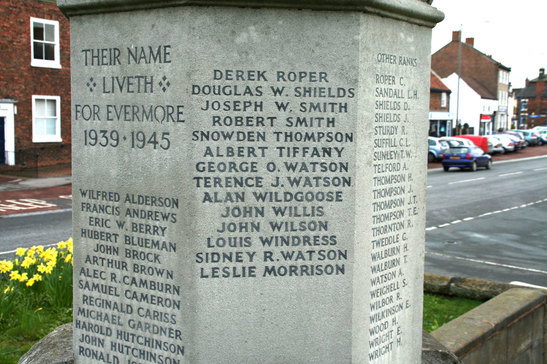 THEIR NAME
LIVETH
FOR EVERMORE
1939 - 1945
WILFRED ALDERSON
FRANCIS ANDREWS
ERIC W. BERRY
HUBERT BLUEMAN
JOHN BROCK
ARTHUR BROWN
ALEC R. CAMBURN
SAMUEL CAMERON
REGINALD CARISS
MICHAEL GARDNER
HAROLD HUTCHINSON
JOHN HUTCHINSON
RONALD
DEREK ROPER
DOUGLAS W. SHIELDS
JOSEPH W. SMITH
ROBERT SMITH
SNOWDEN THOMPSON
ALBERT TIFFANY
GEORGE O. WATSON
TERENCE J. WATSON
ALAN WILDGOOSE
JOHN WILLIS
JOHN WILSON
LOUIS WINDRESS
SIDNEY R. WATSON
LESLIE R. MORRISON
OTHER RANKS
ROPER C.
SANDALL L.H.
SHIELDS D.
SHIELDS J.
STURDY R.
SUFFILL C.L.
SUNLEY T.W.
TELFORD A.
THOMPSON H.
THOMPSON J.
THOMPSON J.T.
THOMPSON T.E.
THORNTON R.
TWEDDLE G.
WALBURN H.
WALBURN T.
WATSON A.
WEIGHELL S.
WILBOR R.
WILKINSON E.
WOOD H.
WRIGHT E.
WRIGHT H.